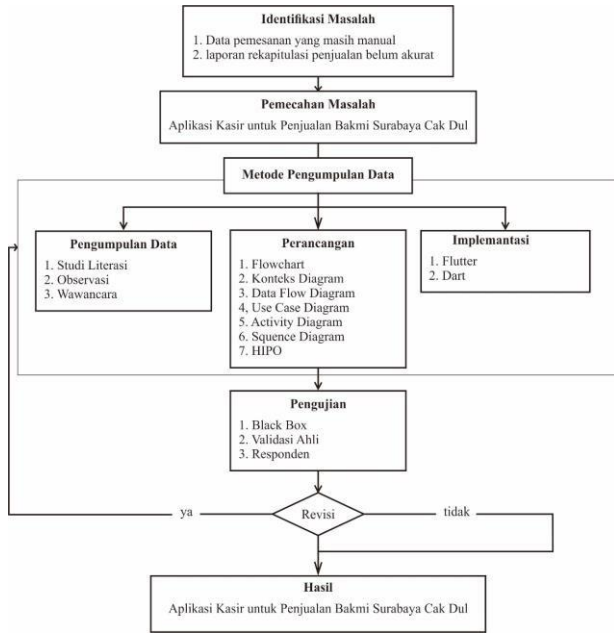 Identifikasi Masalah
1. Data pemesanan yang masih manual
2. laporan rekapitulasi penjualan belum akurat
Pemecahan Masalah
Aplikasi Kasir untuk Penjualan Bakmi Surabaya Cak Dul
Metode Pengumpulan Data
Pengumpulan Data
1. Studi Literasi
2. Observasi
3. Wawancara
Perancangan
1. Flowchart
2. Konteks Diagram
3. Data Flow Diagram
4, Use Case Diagram
5. Activity Diagram
6. Squence Diagram
7. HIPO
Implemantasi
1. Flutter
2. Dart
Pengujian
1. Black Box
2. Validasi Ahli
3. Responden
ya
Revisi
tidak
Hasil
Aplikasi Kasir untuk Penjualan Bakmi Surabaya Cak Dul